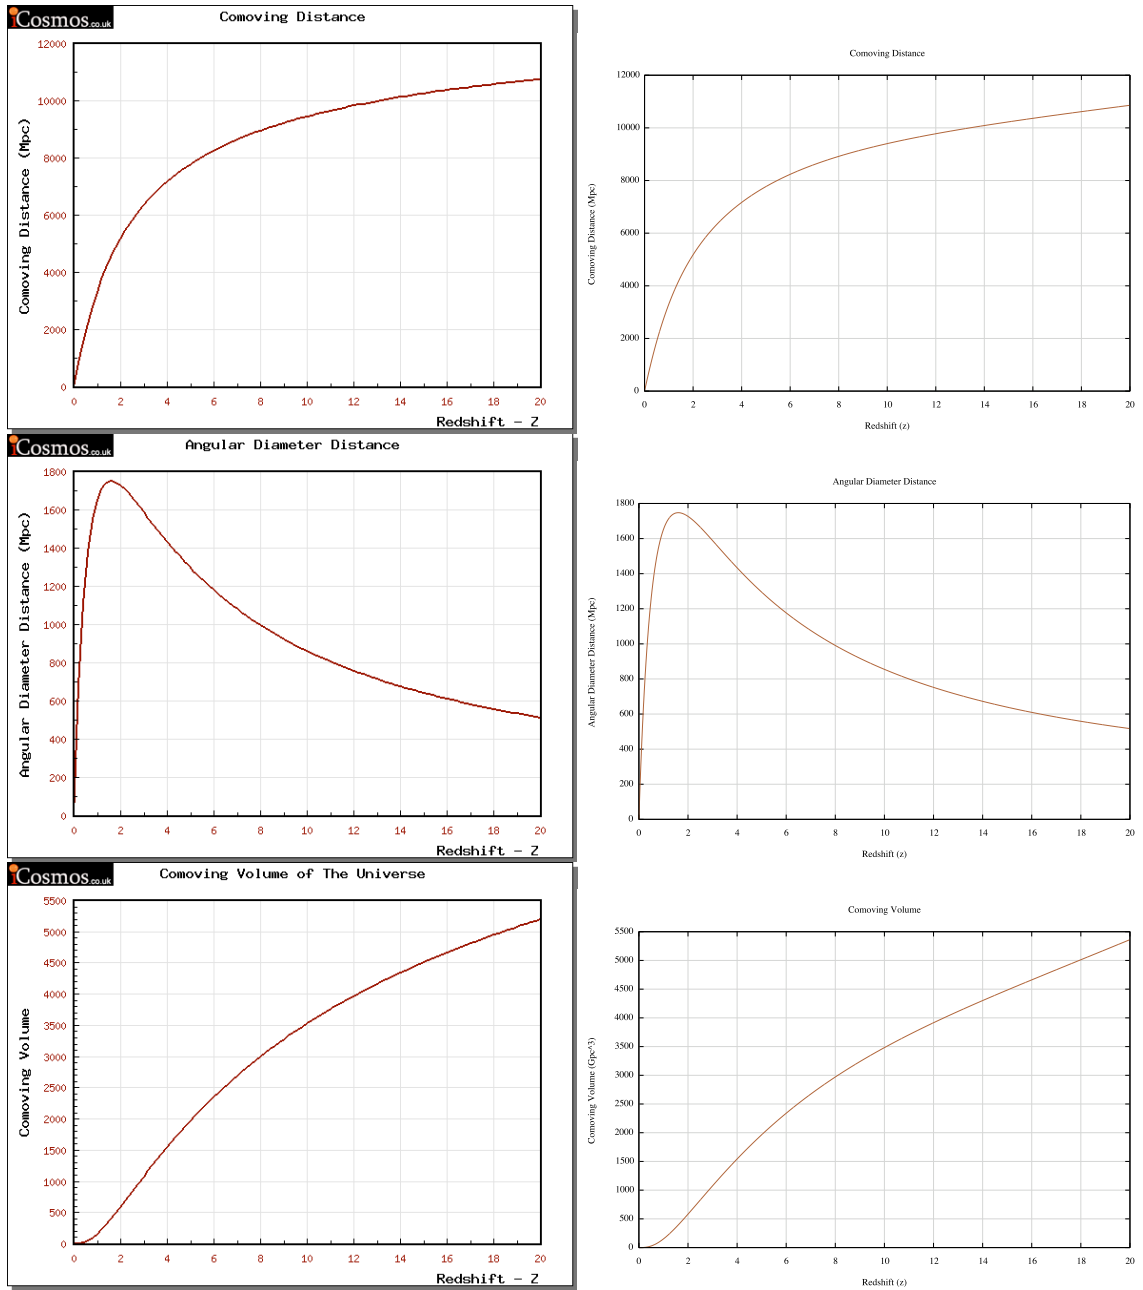 iCosmos.co.uk
Comoving Distance
12000
10000
8000
6000
4000
2000
0
Comoving Distance (Mpc)
0 2 4 6 8 10 12 14 16 18 20
Redshift - Z
Comoving Distance
12000
10000
8000
6000
4000
2000
0
Comoving Distance (Mpc)
0 2 4 6 8 10 12 14 16 18 20
Redshift (z)
iCosmos.co.uk
Angular Diameter Distance
1800
1600
1400
1200
1000
800
600
400
200
0
Angular Diameter Distance (Mpc)
0 2 4 6 8 10 12 14 16 18 20
Redshift - Z
Angular Diameter Distance
1800
1600
1400
1200
1000
800
600
400
200
0
Angular Diameter Distance (Mpc)
0 2 4 6 8 10 12 14 16 18 20
Redshift (z)
iCosmos.co.uk
Comoving Volume of The Universe
5500
5000
4500
4000
3500
3000
2500
2000
1500
1000
500
0
Comoving Volume
0 2 4 6 8 10 12 14 16 18 20
Redshift - Z
Comoving Volume
5500
5000
4500
4000
3500
3000
2500
2000
1500
1000
500
0
Comoving Volume (Gpc^3)
0 2 4 6 8 10 12 14 16 18 20
Redshift (z)